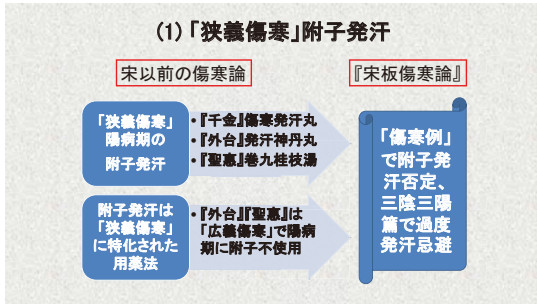 (1)「狭義傷寒」附子発汗
宋以前の傷寒論
『宋板傷寒論』
「狭義傷寒」
陽病期の
附子発汗
・『千金』傷寒発汗丸
・『外台』発汗神丹丸
・『聖恵』巻九桂枝湯
附子発汗は
「狭義傷寒」
に特化された
用薬法
・『外台』『聖恵』は
「広義傷寒」で陽病
期に附子不使用
「傷寒例」
で附子発
汗否定、
三陰三陽
篇で過度
発汗忌避